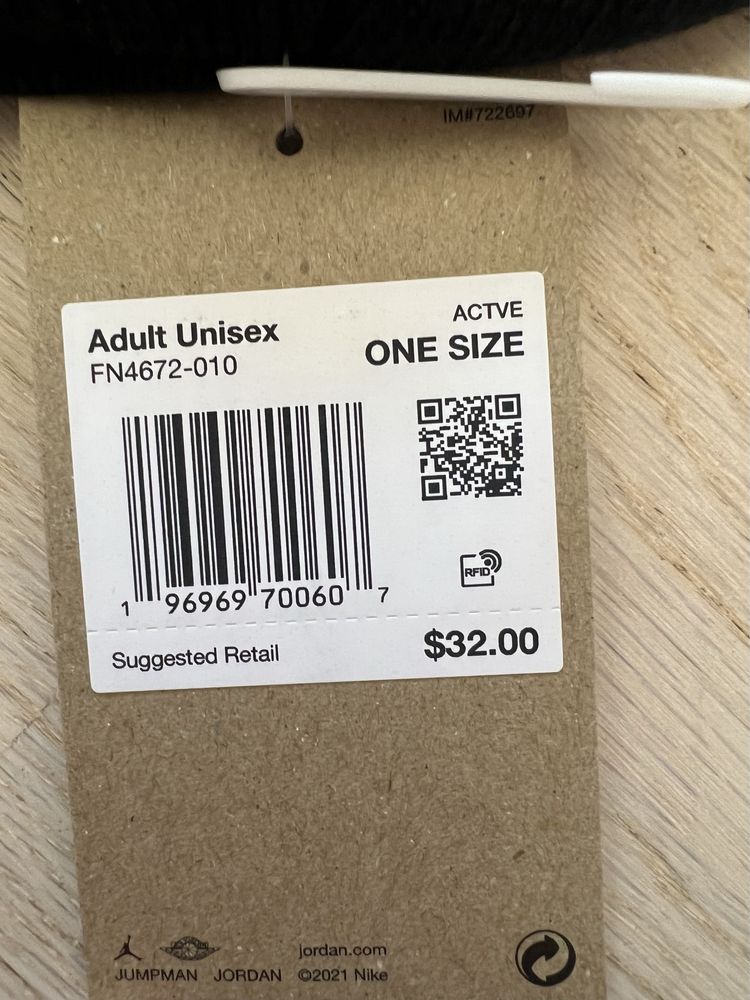 IM#722697
Adult Unisex
FN4672-010
ACTVE
ONE SIZE
RFID
1 96969 70060 7
Suggested Retail
$32.00
jordan.com
JUMPMAN JORDAN ©2021 Nike